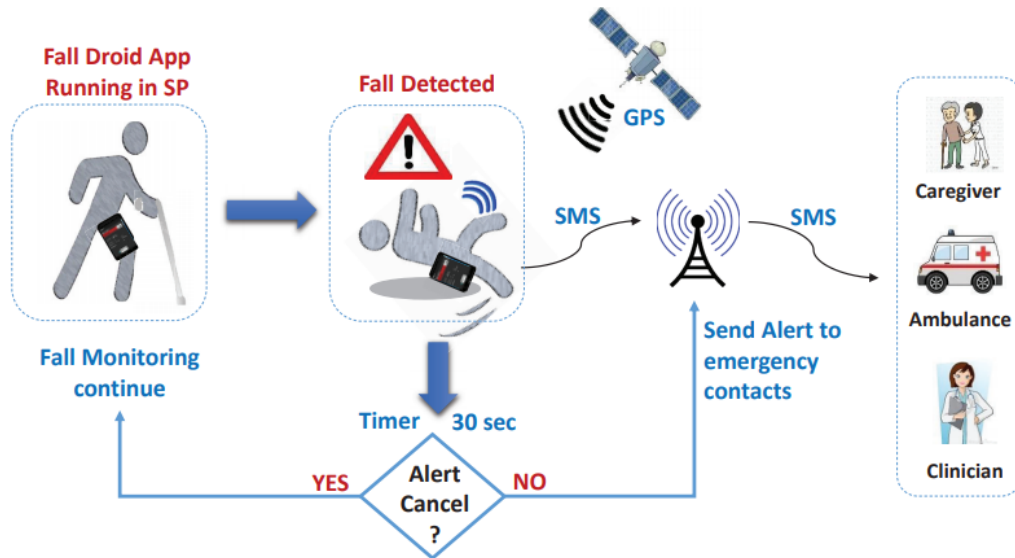 Fall Droid App
Running in SP
Fall Detected
GPS
SMS
SMS
Caregiver
Ambulance
Clinician
Send Alert to
emergency
contacts
Fall Monitoring
continue
Timer 30 sec
YES
Alert
Cancel
?
NO